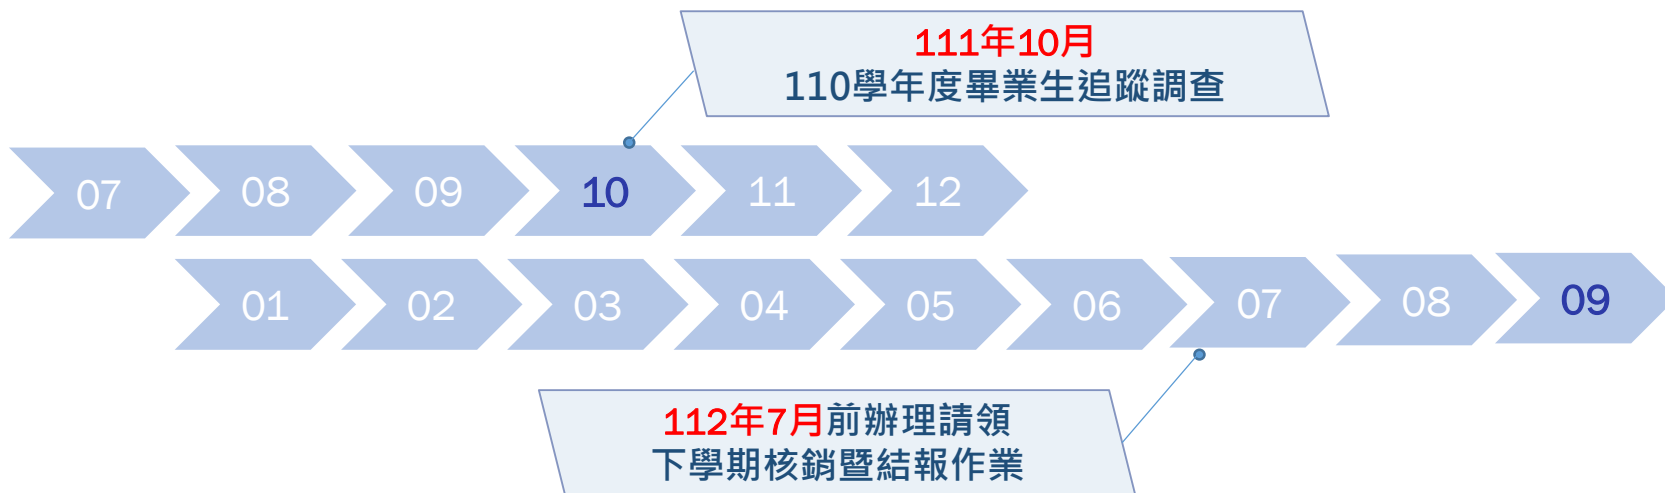 111年10月
110學年度畢業生追蹤調查
07 08 09 10 11 12
01 02 03 04 05 06 07 08 09
112年7月前辦理請領
下學期核銷暨結報作業